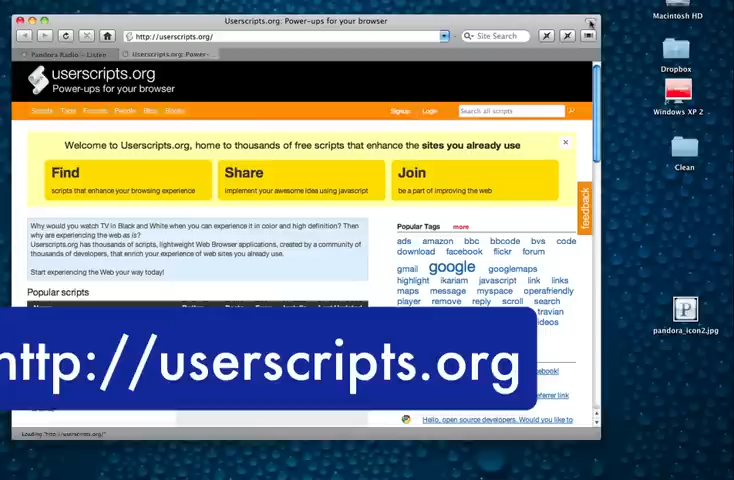 Userscripts.org: Power-ups for your browser
http://userscripts.org/
Site Search
Pandora Radio - Listen
Userscripts.org: Power-
userscripts.org
Power-ups for your browser
Scripts Tags Forums People Blog Books
Signup Login
Search all scripts
Welcome to Userscripts.org, home to thousands of free scripts that enhance the sites you already use
Find
scripts that enhance your browsing experience
Share
implement your awesome idea using javascript
Join
be a part of improving the web
feedback
Why would you watch TV in Black and White when you can experience it in color and high definition? Then
why are you experiencing the web as is?
Userscripts.org has thousands of scripts, lightweight Web Browser applications, created by a community of
thousands of developers, that enrich your experience of web sites you already use.
Start experiencing the Web your way today!
Popular scripts
Popular Tags more
ads amazon bbc bbcode bvs code
download facebook flickr forum
gmail google googlemaps
highlight ikariam javascript link links
maps message myspace operafriendly
player remove reply scroll search
travian
videos
http://userscripts.org
Hello, open source developers. Would you like to
Loading "http://userscripts.org/"
Macintosh HD
Dropbox
Windows XP 2
Clean
pandora_icon2.jpg